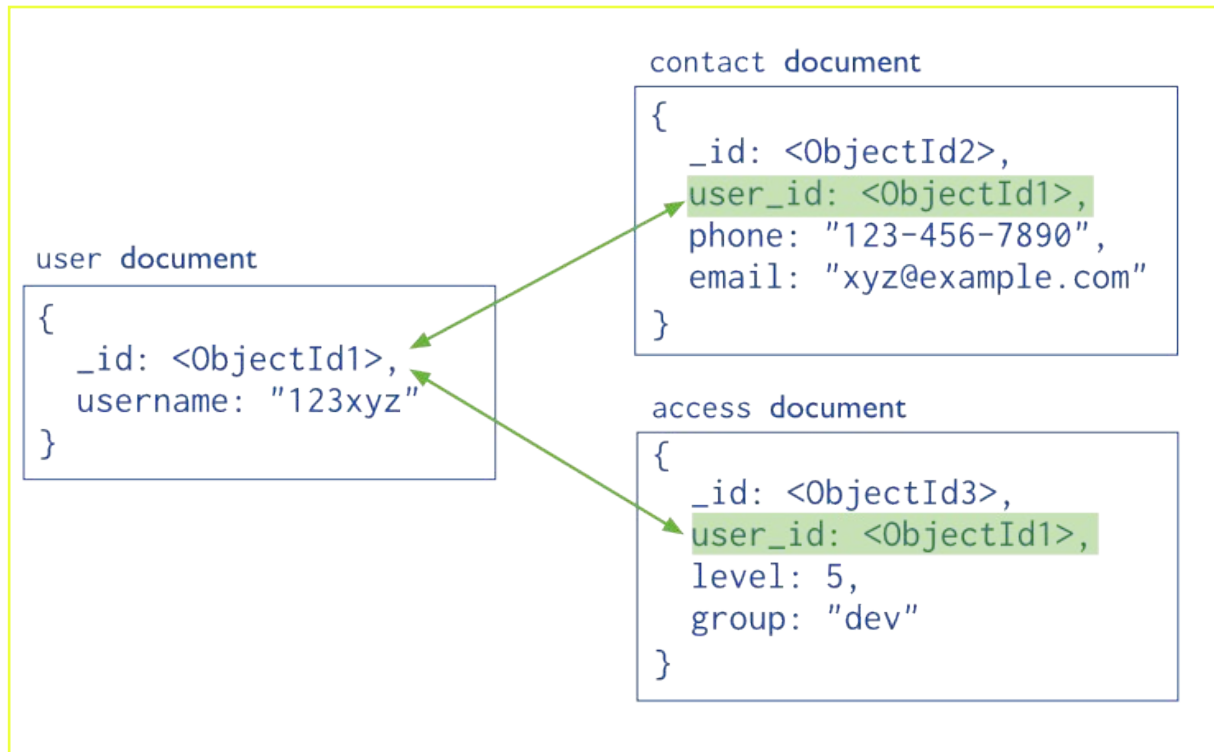 contact document
{
_id: <ObjectId2>,
user_id: <ObjectId1>,
phone: "123-456-7890",
email: "xyz@example.com"
}
user document
{
_id: <ObjectId1>,
username: "123xyz"
}
access document
{
_id: <ObjectId3>,
user_id: <ObjectId1>,
level: 5,
group: "dev"
}